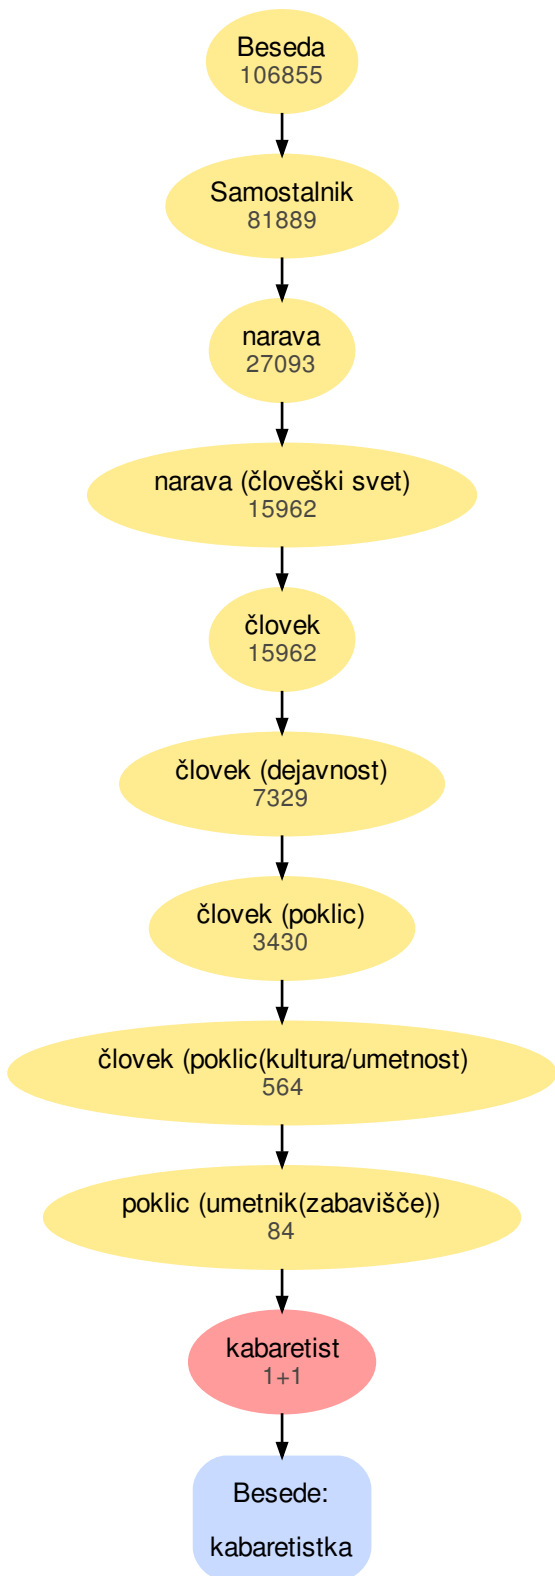 Beseda
106855
Samostalnik
81889
narava
27093
narava (človeški svet)
15962
človek
15962
človek (dejavnost)
7329
človek (poklic)
3430
človek (poklic(kultura/umetnost)
564
poklic (umetnik(zabavišče))
84
kabaretist
1+1
Besede:
kabaretistka